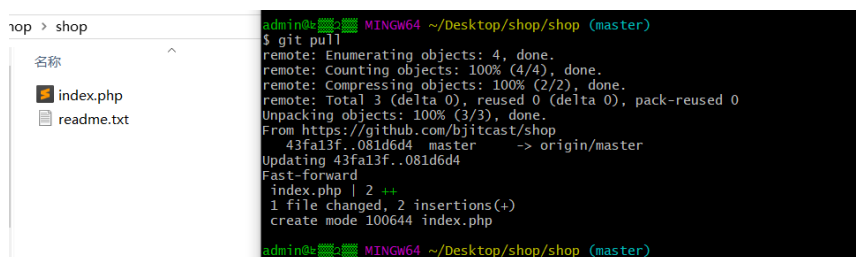 hop > shop
名称
index.php
readme.txt
MINGW64 ~/Desktop/shop/shop (master)
$ git pull
remote: Enumerating objects: 4, done.
remote: Counting objects: 100% (4/4), done.
remote: Compressing objects: 100% (2/2), done.
remote: Total 3 (delta 0), reused 0 (delta 0), pack-reused 0
Unpacking objects: 100% (3/3), done.
From https://github.com/bjitcast/shop
43fa13f..081d6d4  master     -> origin/master
Updating 43fa13f..081d6d4
Fast-forward
index.php | 2 ++
1 file changed, 2 insertions(+)
create mode 100644 index.php
MINGW64 ~/Desktop/shop/shop (master)